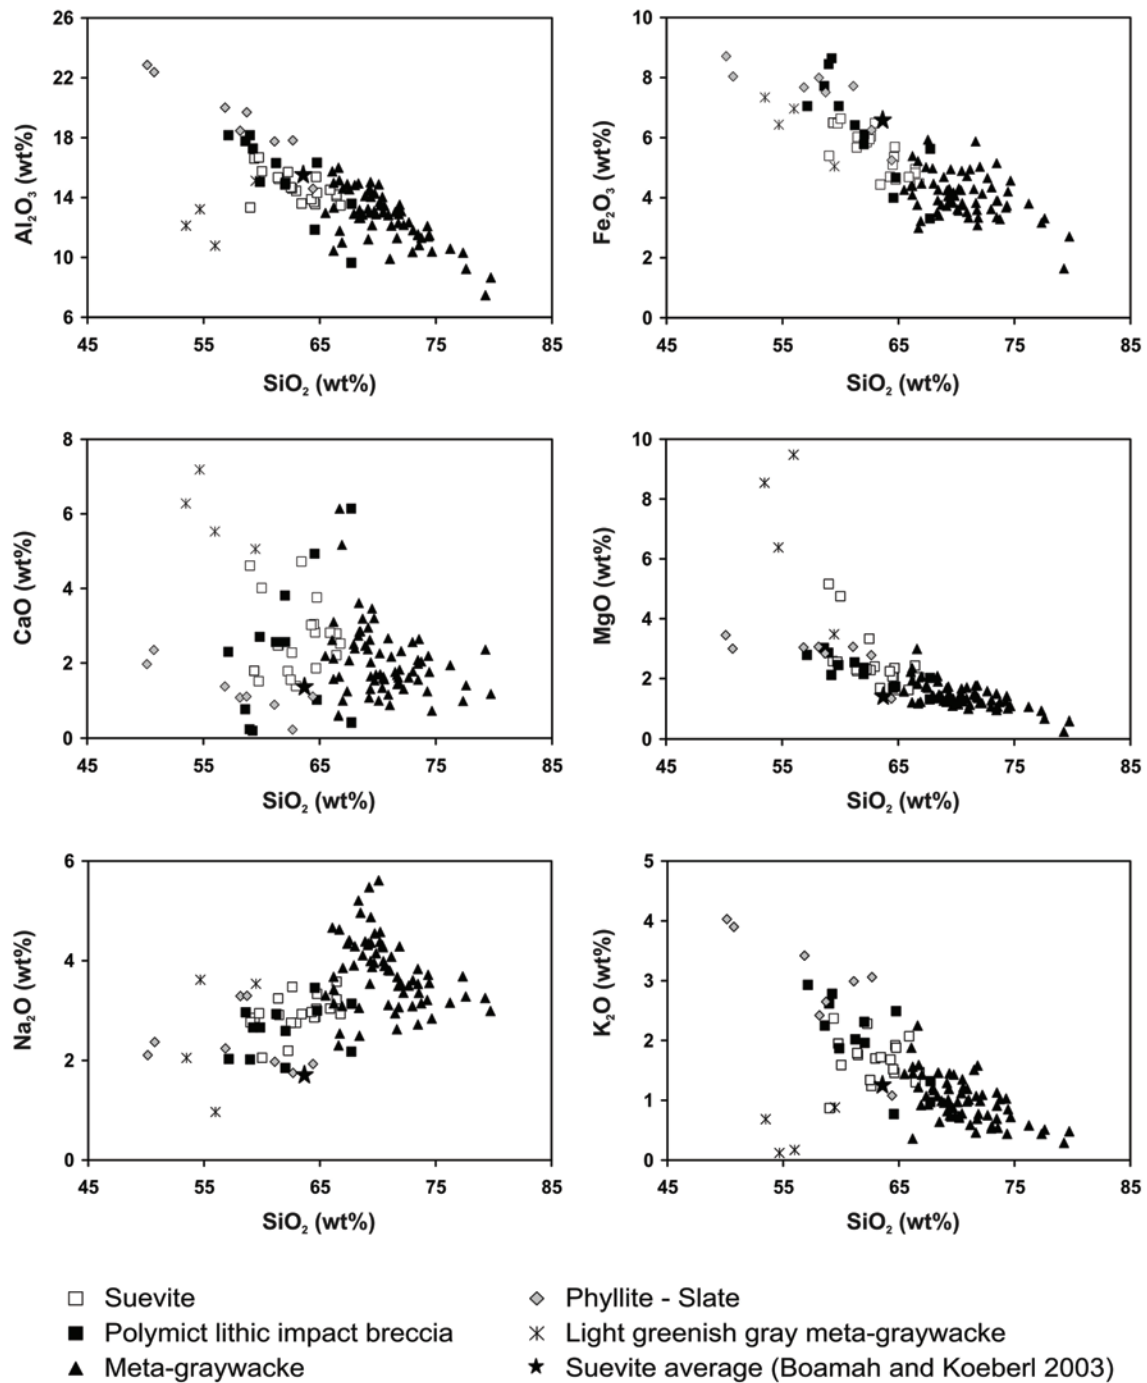 26
22
18
14
10
6
Al₂O₃ (wt%)
45 55 65 75 85
SiO₂ (wt%)
10
8
6
4
2
0
Fe₂O₃ (wt%)
45 55 65 75 85
SiO₂ (wt%)
8
6
4
2
0
CaO (wt%)
45 55 65 75 85
SiO₂ (wt%)
10
8
6
4
2
0
MgO (wt%)
45 55 65 75 85
SiO₂ (wt%)
6
4
2
0
Na₂O (wt%)
45 55 65 75 85
SiO₂ (wt%)
5
4
3
2
1
0
K₂O (wt%)
45 55 65 75 85
SiO₂ (wt%)
Suevite
Polymict lithic impact breccia
Meta-graywacke
Phyllite - Slate
Light greenish gray meta-graywacke
Suevite average (Boamah and Koeberl 2003)